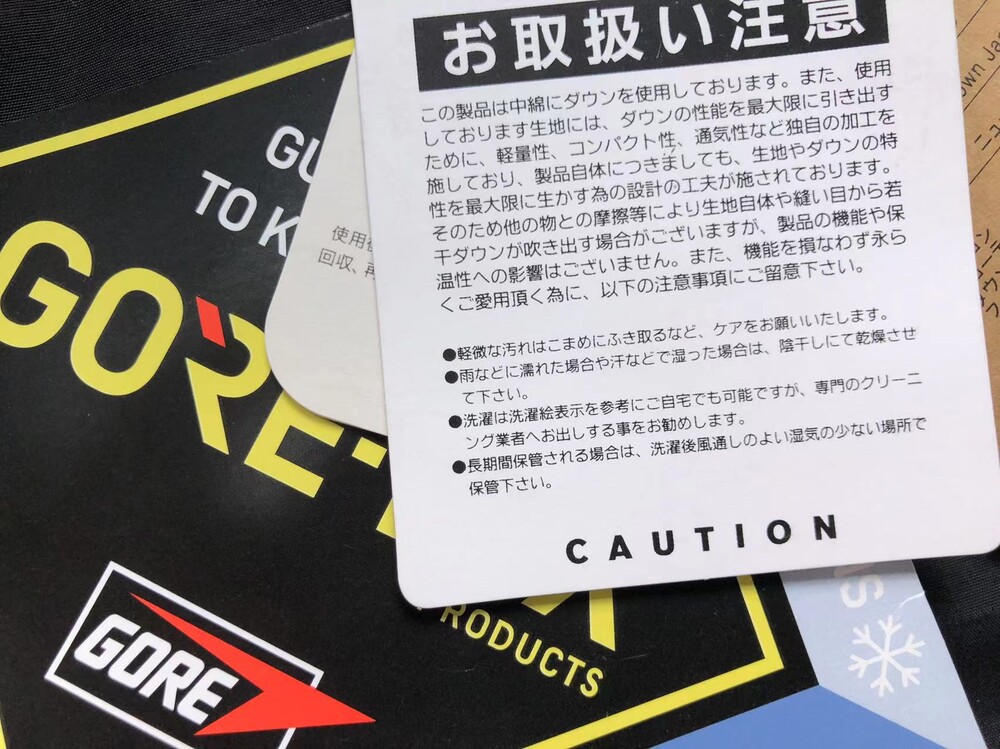 お取扱い注意
この製品は中綿にダウンを使用しております。また、使用
しております生地には、ダウンの性能を最大限に引き出す
ために、軽量性、コンパクト性、通気性など独自の加工を
施しており、製品自体につきましても、生地やダウンの特
性を最大限に生かす為の設計の工夫が施されております。
そのため他の物との摩擦等により生地自体や縫い目から若
干ダウンが吹き出す場合がございますが、製品の機能や保
温性への影響はございません。また、機能を損なわず永ら
くご愛用頂く為に、以下の注意事項にご留意下さい。
●軽微な汚れはこまめにふき取るなど、ケアをお願いいたします。
●雨などに濡れた場合や汗などで湿った場合は、陰干しにて乾燥させ
て下さい。
●洗濯は洗濯絵表示を参考にご自宅でも可能ですが、専門のクリーニ
ング業者へお出しする事をお勧めします。
●長期間保管される場合は、洗濯後風通しのよい湿気の少ない場所で
保管下さい。
CAUTION
GU
TO K
使用
回収、再
GORE-
PRODUCTS
GORE
own Ja
ニュ